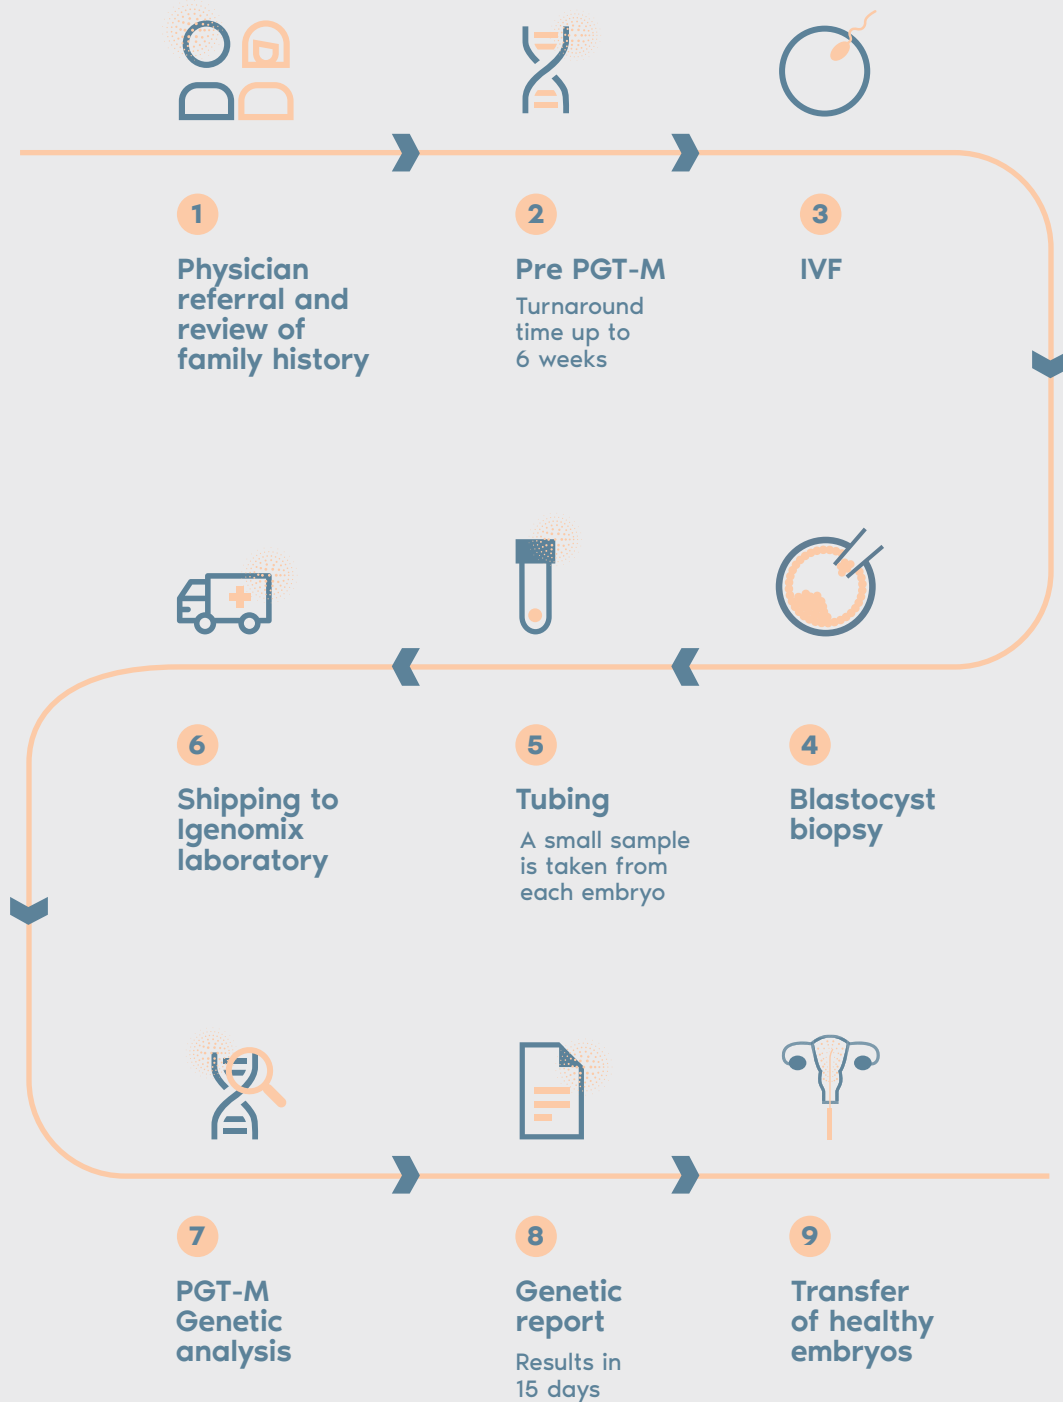 1
Physician
referral and
review of
family history
2
Pre PGT-M
Turnaround
time up to
6 weeks
3
IVF
4
Blastocyst
biopsy
5
Tubing
A small sample
is taken from
each embryo
6
Shipping to
Igenomix
laboratory
7
PGT-M
Genetic
analysis
8
Genetic
report
Results in
15 days
9
Transfer
of healthy
embryos